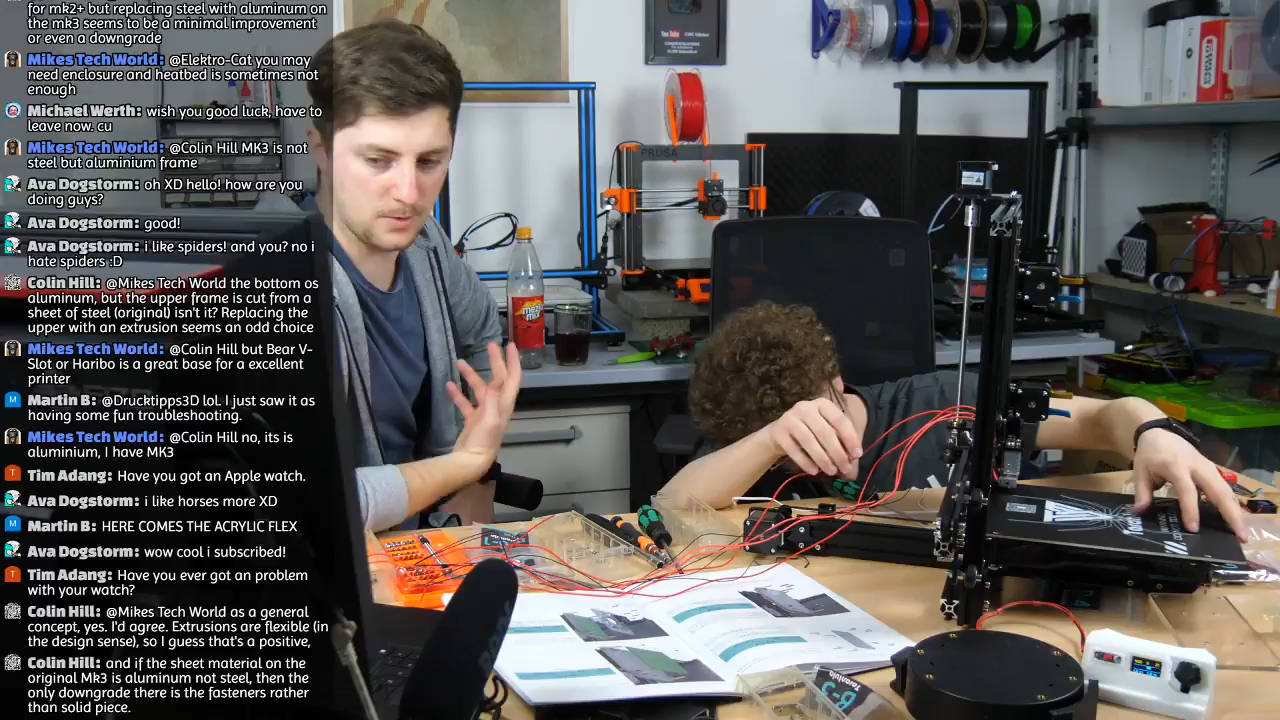 for mk2+ but replacing steel with aluminum on
the mk3 seems to be a minimal improvement
or even a downgrade
Mikes Tech World: @Elektro Cat you may
need enclosure and heatbed is sometimes not
enough
Michael Werth: wish you good luck, have to
leave now. cu
Mikes Tech World: @Colin Hill MK3 is not
steel but aluminium frame
Ava Dogstorm: oh XD hello! how are you
doing guys?
Ava Dogstorm: good!
Ava Dogstorm: i like spiders! and you? no i
hate spiders :D
Colin Hill: @Mikes Tech World the bottom os
aluminum, but the upper frame is cut from a
sheet of steel (original) isn't it? Replacing the
upper with an extrusion seems an odd choice
Mikes Tech World: @Colin Hill but Bear V-
Slot or Haribo is a great base for a excellent
printer
Martin B: @Drucktipps3D lol. I just saw it as
having some fun troubleshooting.
Mikes Tech World: @Colin Hill no, its is
aluminium, I have MK3
Tim Adang: Have you got an Apple watch.
Ava Dogstorm: i like horses more XD
Martin B: HERE COMES THE ACRYLIC FLEX
Ava Dogstorm: wow cool i subscribed!
Tim Adang: Have you ever got an problem
with your watch?
Colin Hill: @Mikes Tech World as a general
concept, yes. I'd agree. Extrusions are flexible (in
the design sense), so I guess that's a positive,
Colin Hill: and if the sheet material on the
original Mk3 is aluminum not steel, then the
only downgrade there is the fasteners rather
than solid piece.
YouTube
PRUSA
mezzo
mix
Tarantula